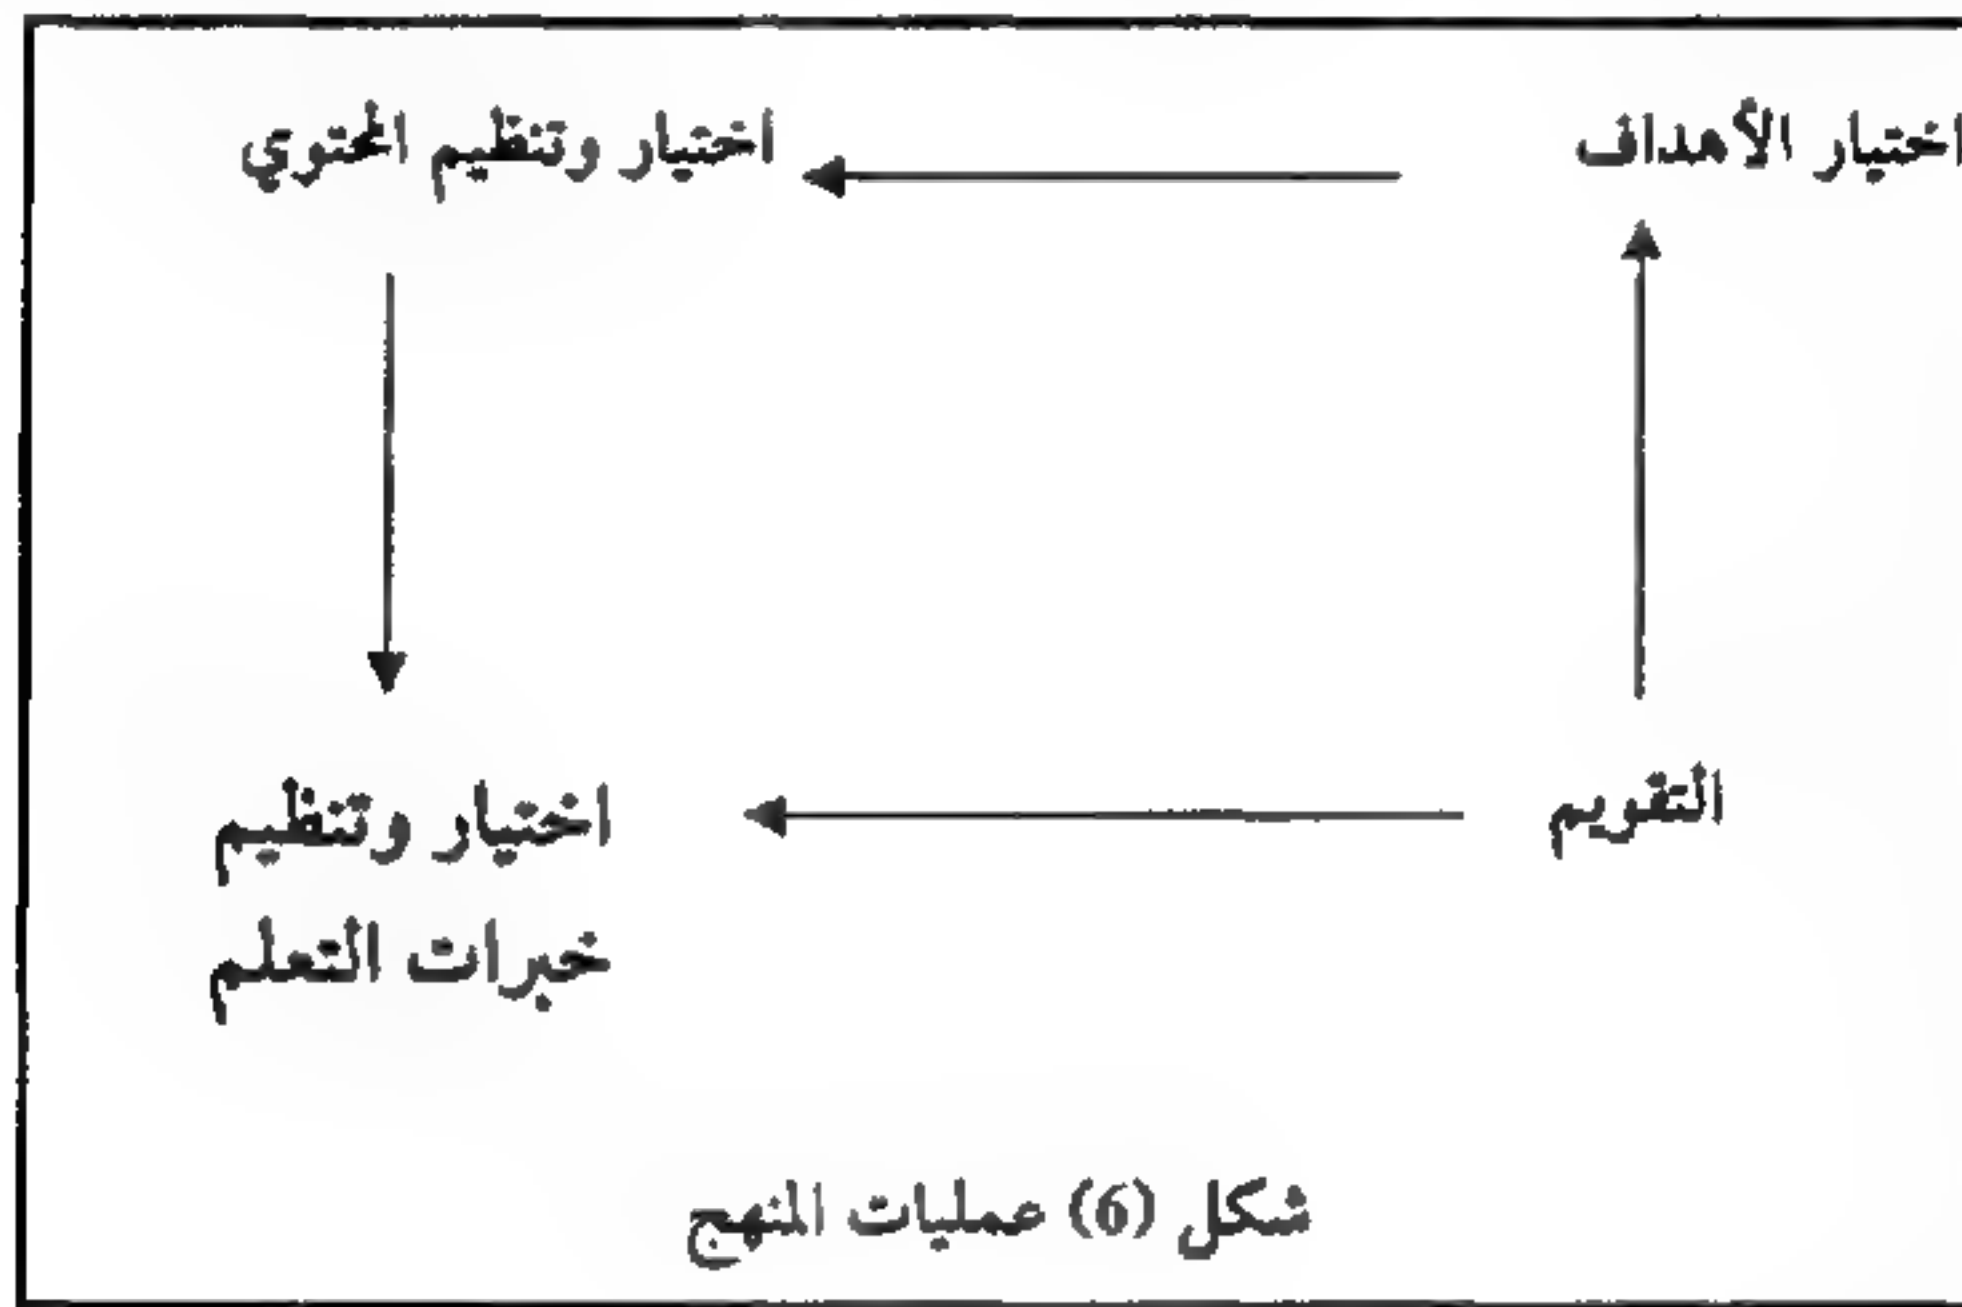 اختيار الأهداف
اختيار وتنظيم المحتوي
التقويم
اختيار وتنظيم
خبرات التعلم
شكل (6) عمليات المنهج